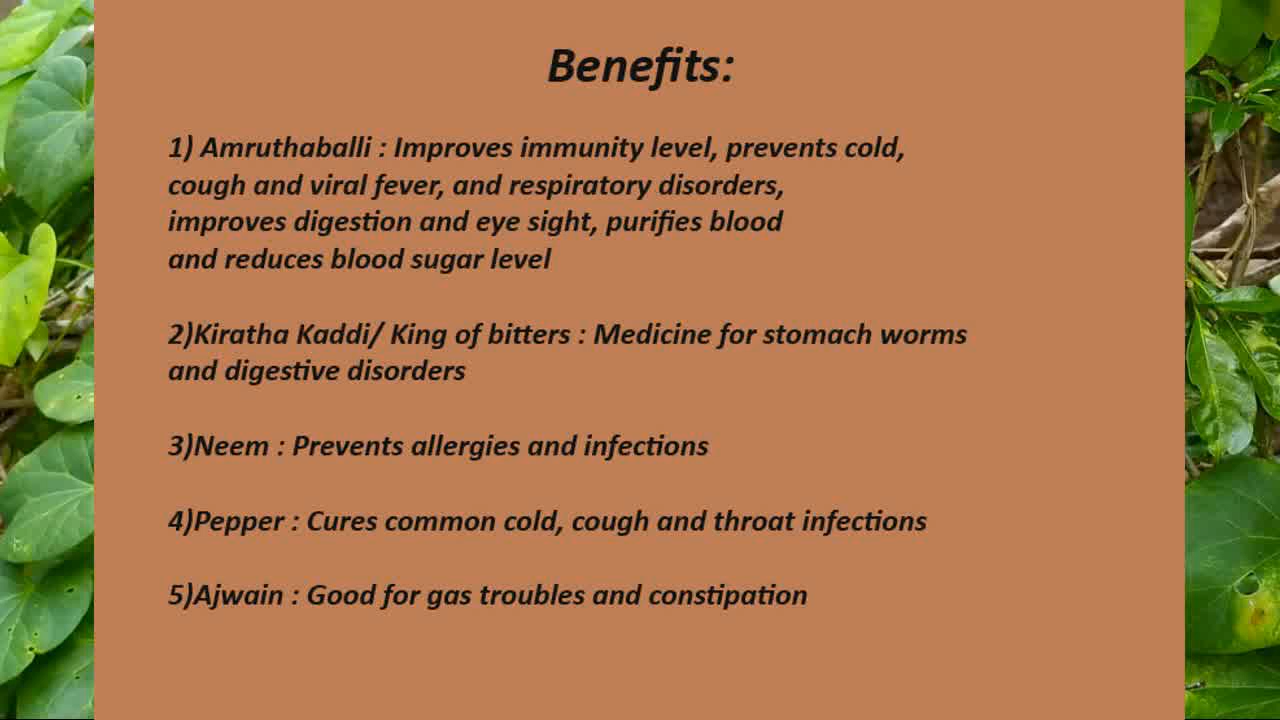 Benefits:
1) Amruthaballi : Improves immunity level, prevents cold,
cough and viral fever, and respiratory disorders,
improves digestion and eye sight, purifies blood
and reduces blood sugar level
2)Kiratha Kaddi/ King of bitters : Medicine for stomach worms
and digestive disorders
3)Neem : Prevents allergies and infections
4)Pepper : Cures common cold, cough and throat infections
5)Ajwain : Good for gas troubles and constipation